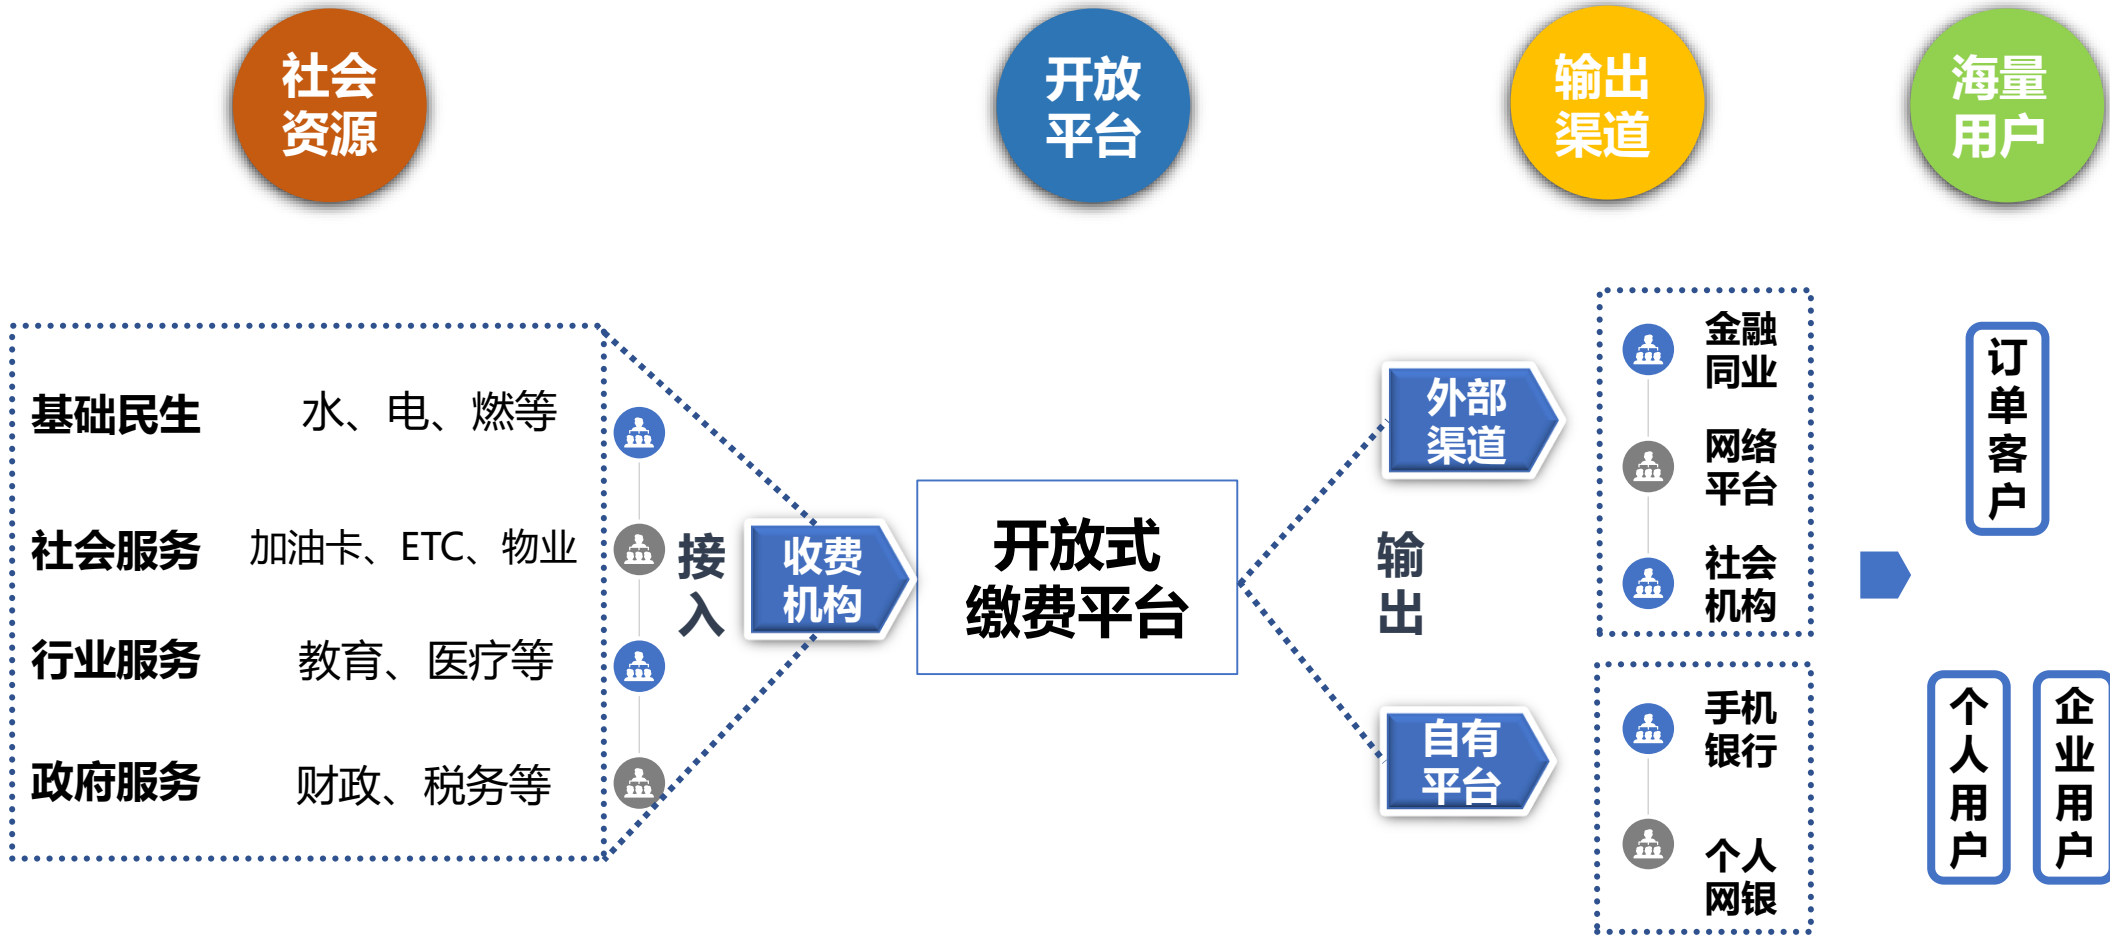 社会
资源
开放
平台
输出
渠道
海量
用户
基础民生
水、电、燃等
社会服务
加油卡、ETC、物业
行业服务
教育、医疗等
政府服务
财政、税务等
接
入
收费
机构
开放式
缴费平台
输
出
外部
渠道
自有
平台
金融
同业
网络
平台
社会
机构
手机
银行
个人
网银
订
单
客
户
个
人
用
户
企
业
用
户